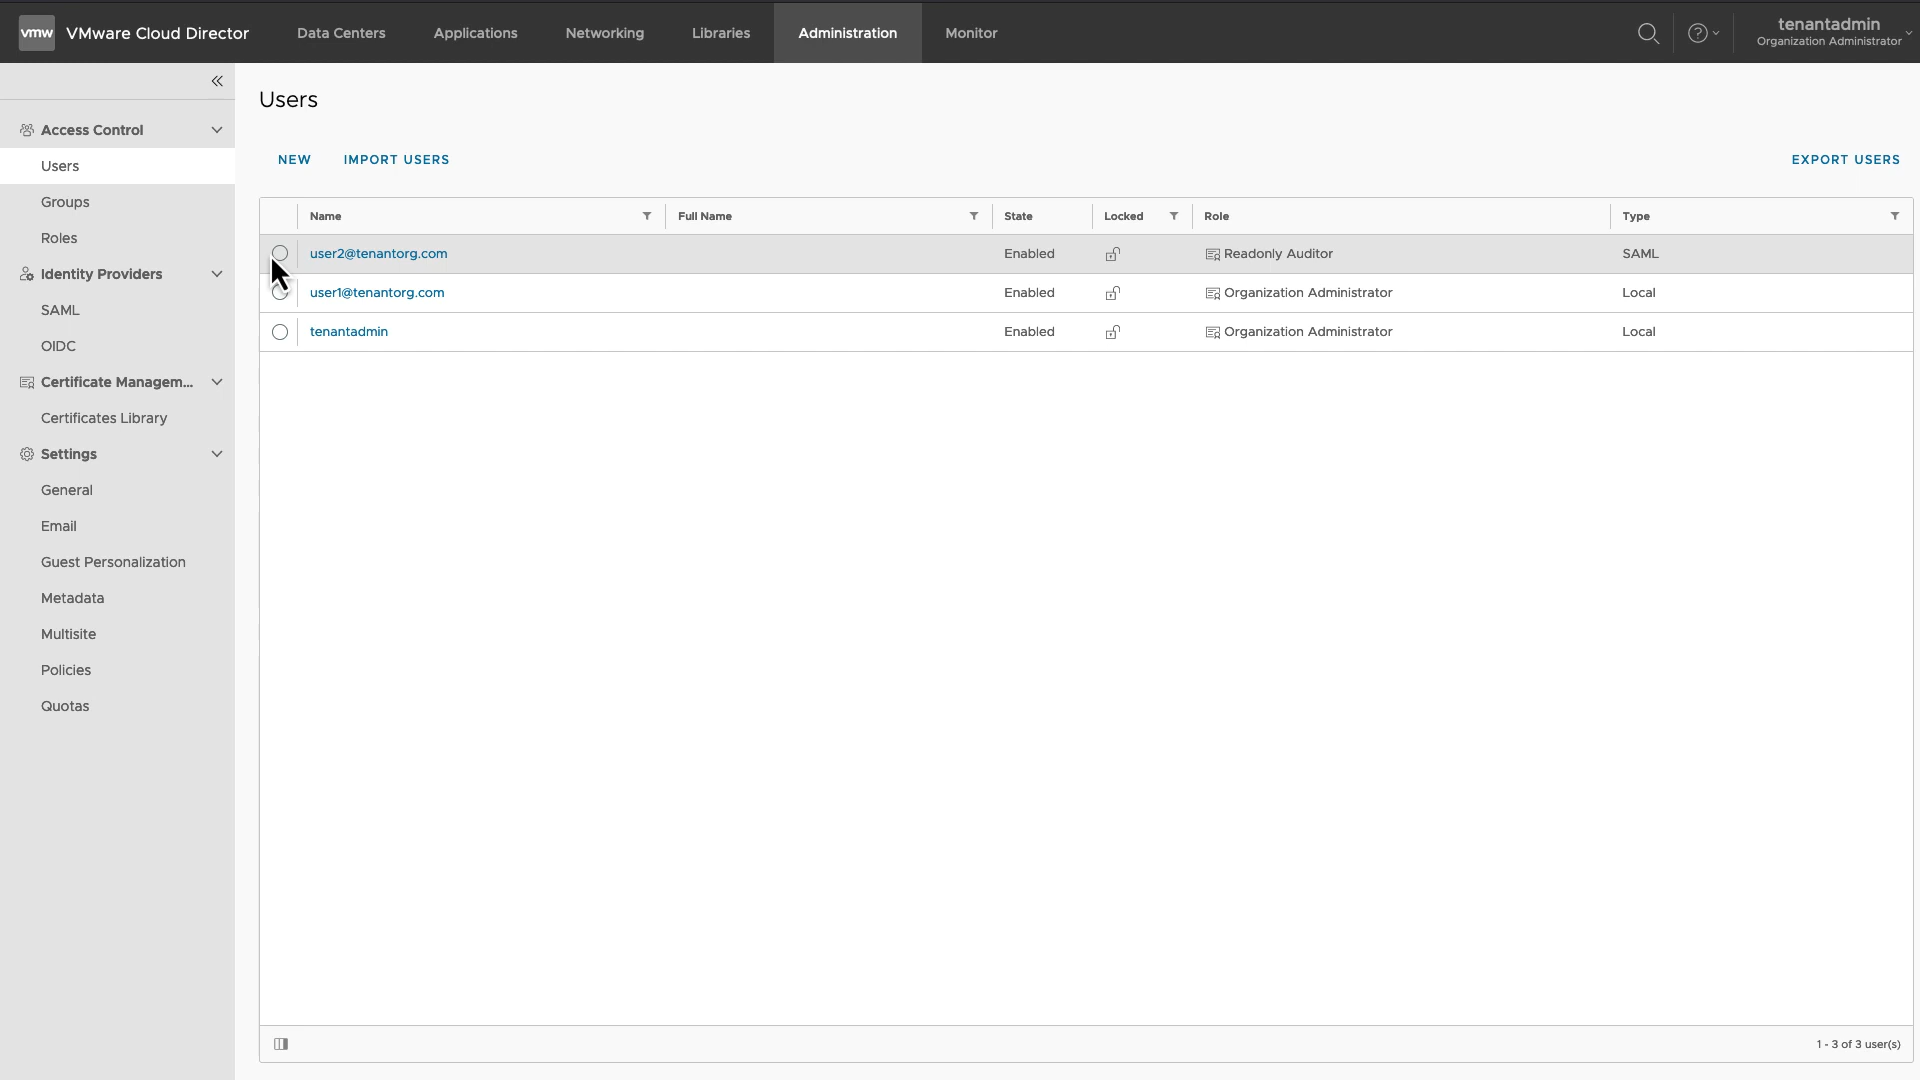 vmw VMware Cloud Director Data Centers Applications Networking Libraries Administration Monitor tenantadmin
Organization Administrator
Access Control
Users
Groups
Roles
Identity Providers
SAML
OIDC
Certificate Managem...
Certificates Library
Settings
General
Email
Guest Personalization
Metadata
Multisite
Policies
Quotas
Users
NEW IMPORT USERS EXPORT USERS
Name Full Name State Locked Role Type
user2@tenantorg.com Enabled Readonly Auditor SAML
user1@tenantorg.com Enabled Organization Administrator Local
tenantadmin Enabled Organization Administrator Local
1 - 3 of 3 user(s)